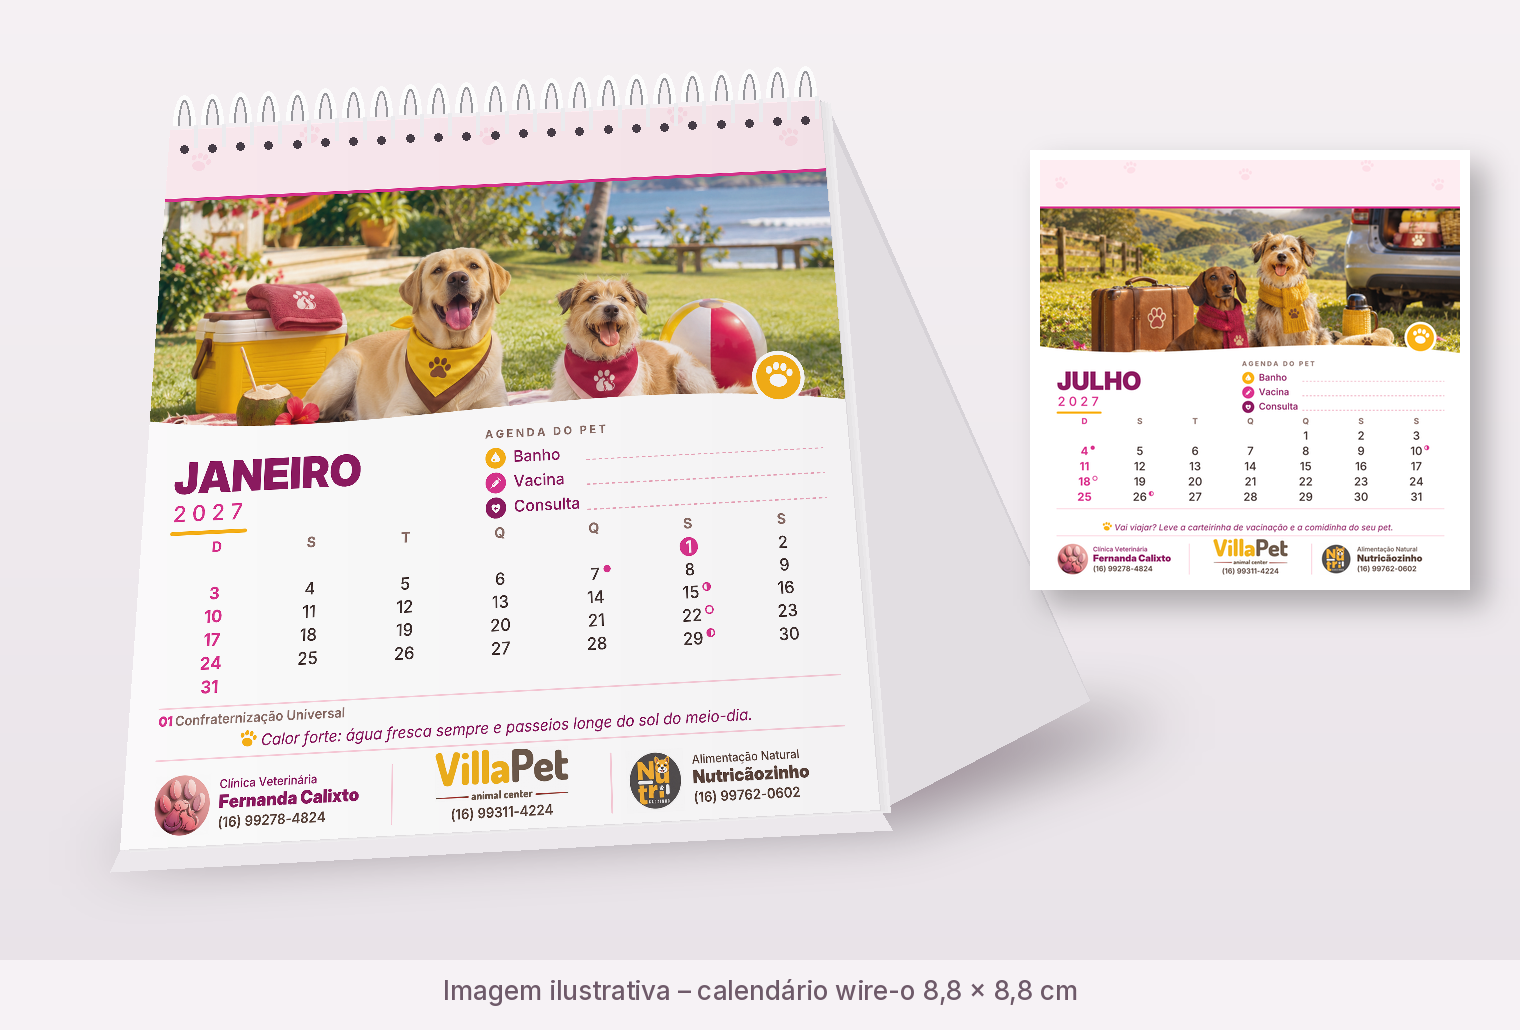 JANEIRO
2027
AGENDA DO PET
Banho
Vacina
Consulta
D S T Q Q S S
1 2
3 4 5 6 7 8 9
10 11 12 13 14 15 16
17 18 19 20 21 22 23
24 25 26 27 28 29 30
31
01 Confraternização Universal
Calor forte: água fresca sempre e passeios longe do sol do meio-dia.
Clínica Veterinária
Fernanda Calixto
(16) 99278-4824
VillaPet
animal center
(16) 99311-4224
Nutri
Alimentação Natural
Nutricãozinho
(16) 99762-0602
JULHO
2027
AGENDA DO PET
Banho
Vacina
Consulta
D S T Q Q S S
1 2 3
4 5 6 7 8 9 10
11 12 13 14 15 16 17
18 19 20 21 22 23 24
25 26 27 28 29 30 31
Vai viajar? Leve a carteirinha de vacinação e a comidinha do seu pet.
Clínica Veterinária
Fernanda Calixto
(16) 99278-4824
VillaPet
animal center
(16) 99311-4224
Nutri
Alimentação Natural
Nutricãozinho
(16) 99762-0602
Imagem ilustrativa – calendário wire-o 8,8 × 8,8 cm